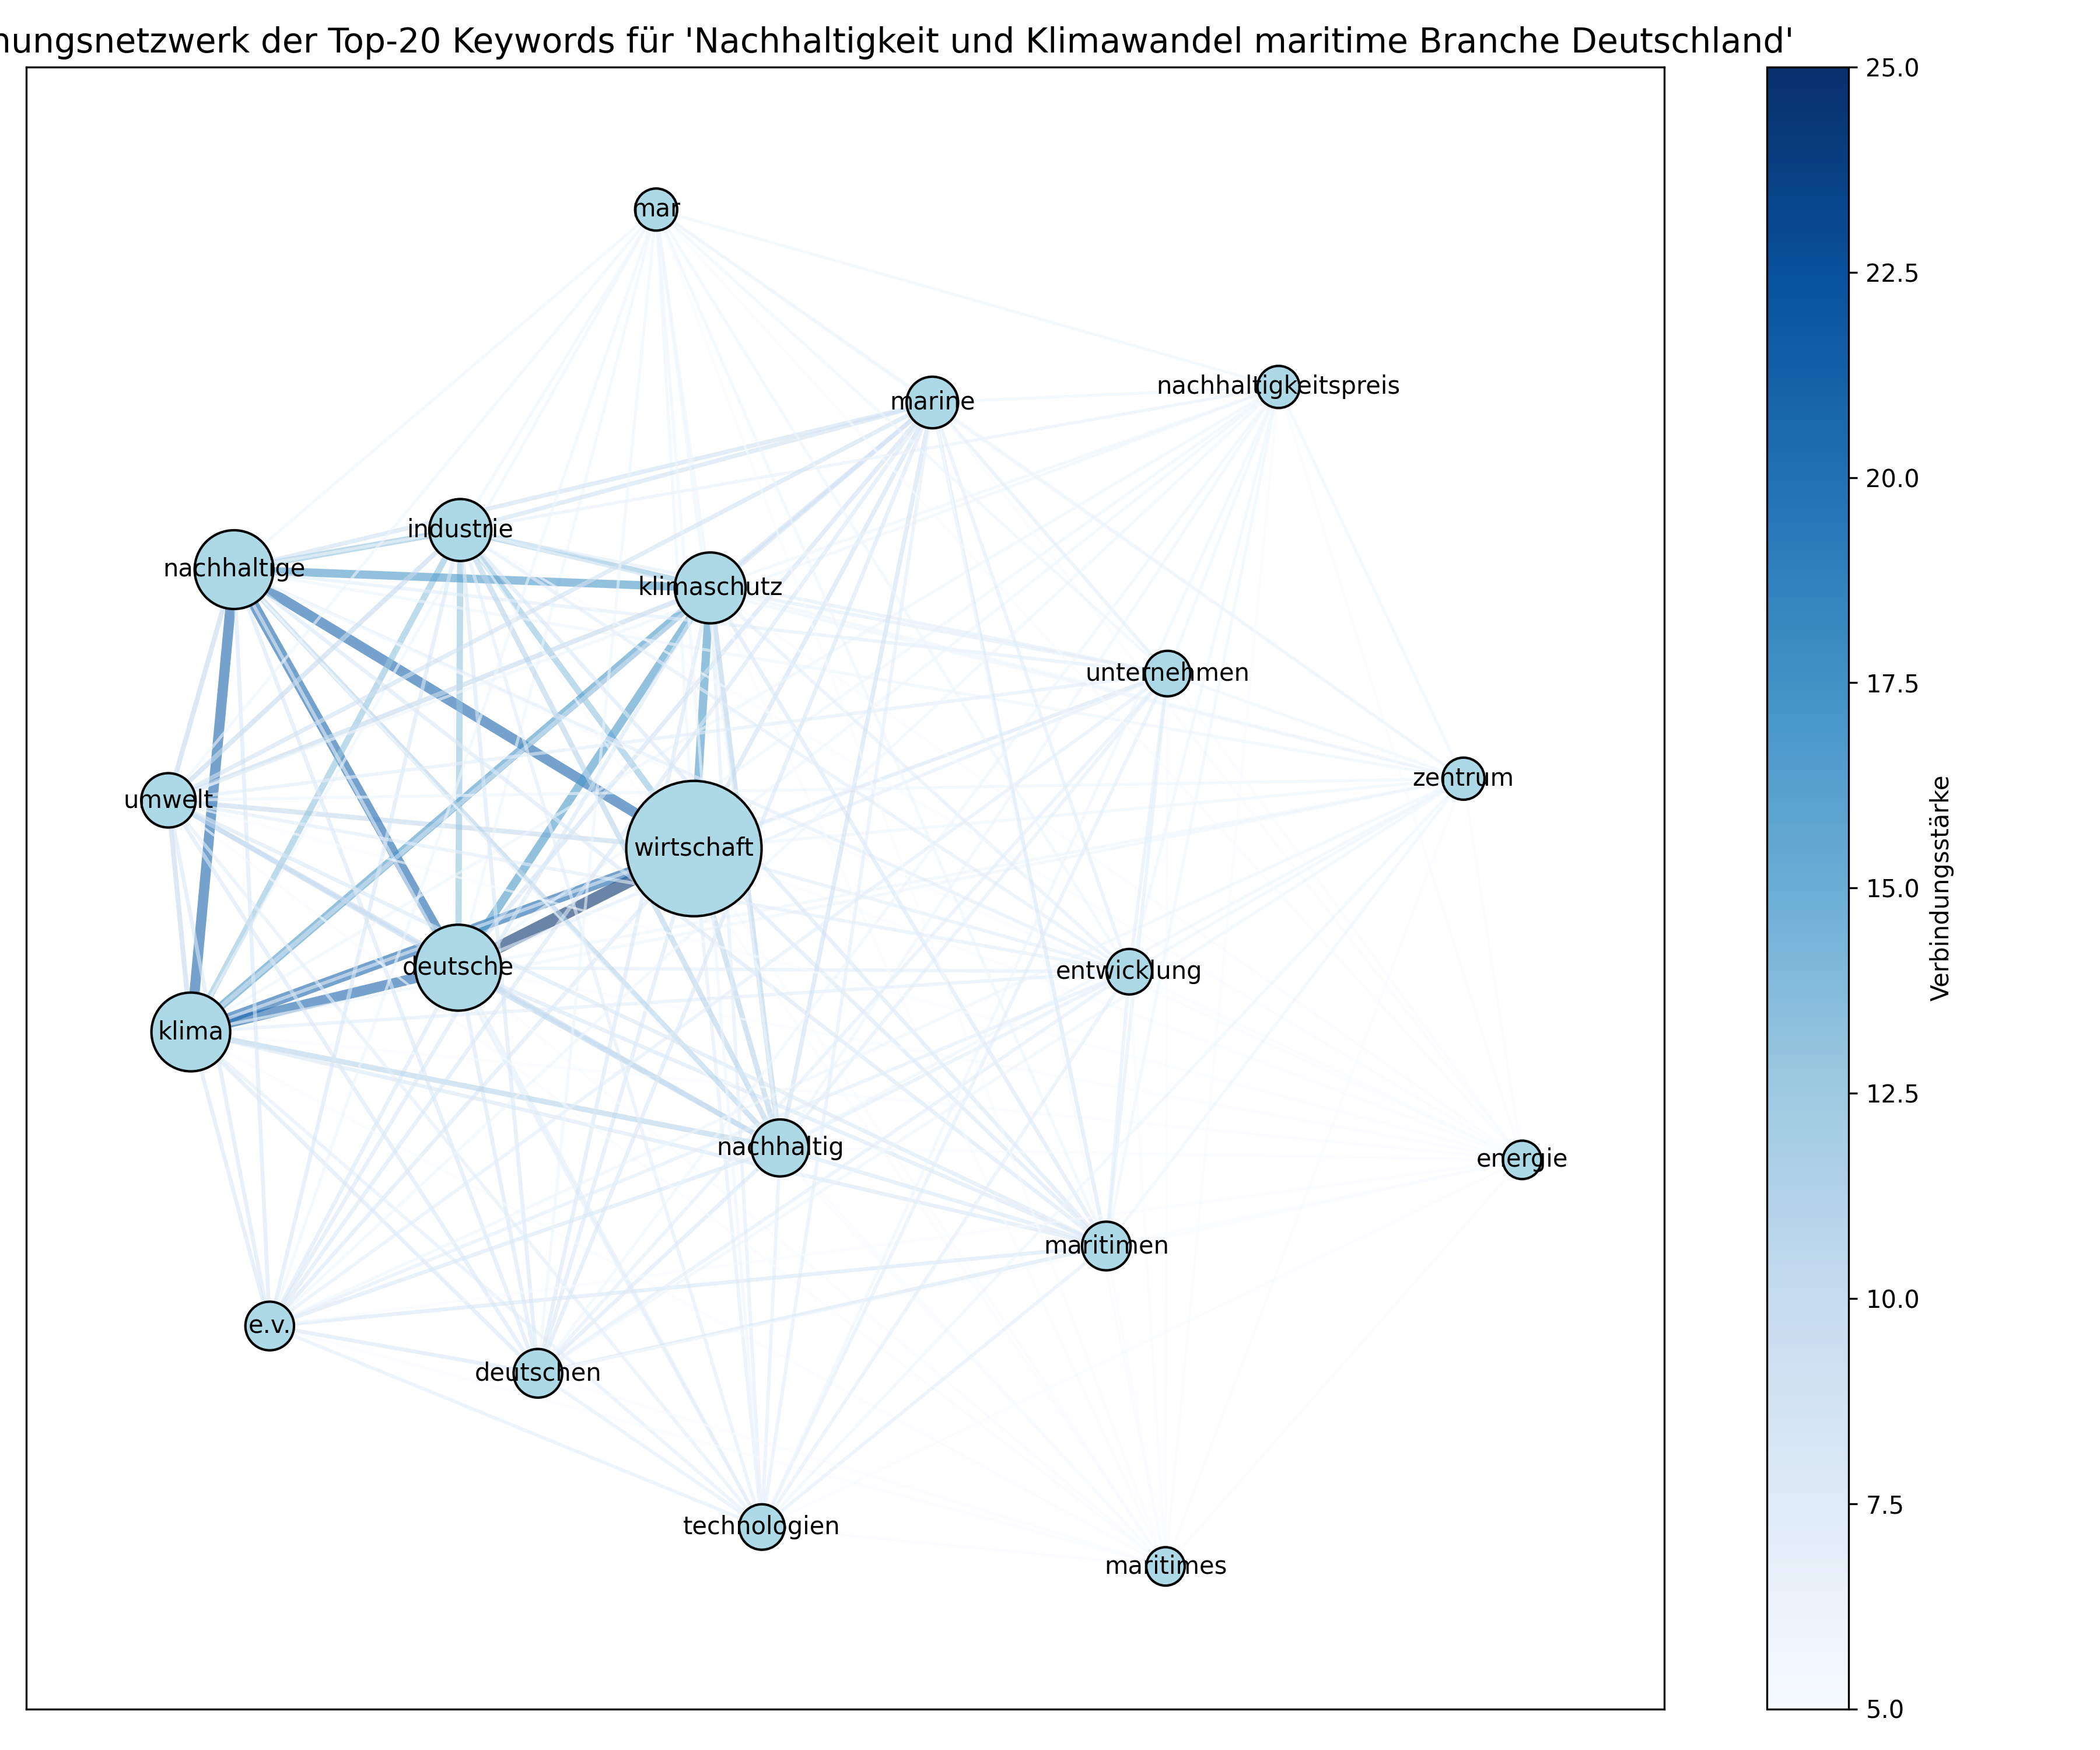 nungsnetzwerk der Top-20 Keywords für 'Nachhaltigkeit und Klimawandel maritime Branche Deutschland'
mar
marine
nachhaltigkeitspreis
industrie
nachhaltige
klimaschutz
unternehmen
zentrum
umwelt
wirtschaft
deutsche
entwicklung
klima
nachhaltig
energie
maritimen
e.v.
deutschen
technologien
maritimes
25.0
22.5
20.0
17.5
15.0
12.5
10.0
7.5
5.0
Verbindungsstärke